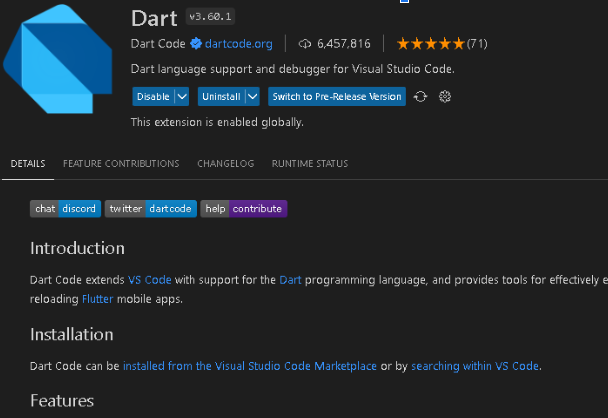 Dart v3.60.1
Dart Code dartcode.org 6,457,816 (71)
Dart language support and debugger for Visual Studio Code.
Disable Uninstall Switch to Pre-Release Version
This extension is enabled globally.
DETAILS FEATURE CONTRIBUTIONS CHANGELOG RUNTIME STATUS
chat discord twitter dartcode help contribute
Introduction
Dart Code extends VS Code with support for the Dart programming language, and provides tools for effectively
reloading Flutter mobile apps.
Installation
Dart Code can be installed from the Visual Studio Code Marketplace or by searching within VS Code.
Features